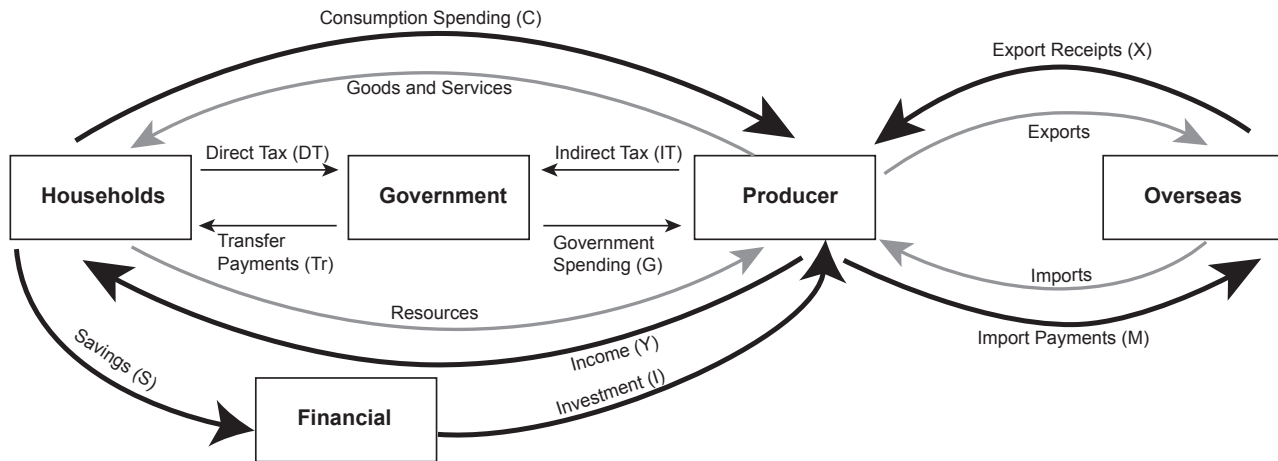 Consumption Spending (C)
Export Receipts (X)
Goods and Services
Exports
Direct Tax (DT)
Indirect Tax (IT)
Households
Government
Producer
Overseas
Transfer
Payments (Tr)
Government
Spending (G)
Imports
Resources
Import Payments (M)
Savings (S)
Income (Y)
Investment (I)
Financial